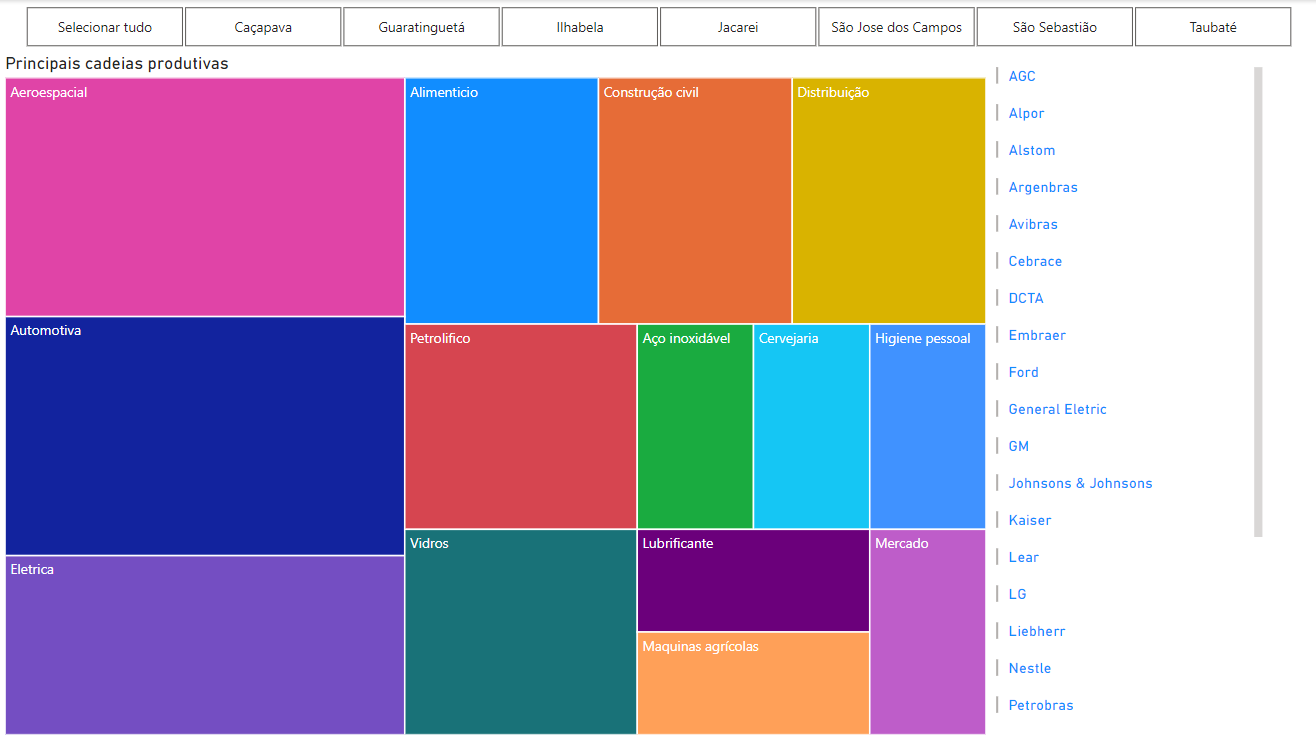 Selecionar tudo
Caçapava
Guaratinguetá
Ilhabela
Jacarei
São Jose dos Campos
São Sebastião
Taubaté
Principais cadeias produtivas
Aeroespacial
Automotiva
Eletrica
Alimenticio
Construção civil
Distribuição
Petrolifico
Aço inoxidável
Cervejaria
Higiene pessoal
Vidros
Lubrificante
Maquinas agrícolas
Mercado
AGC
Alpor
Alstom
Argenbras
Avibras
Cebrace
DCTA
Embraer
Ford
General Eletric
GM
Johnsons & Johnsons
Kaiser
Lear
LG
Liebherr
Nestle
Petrobras